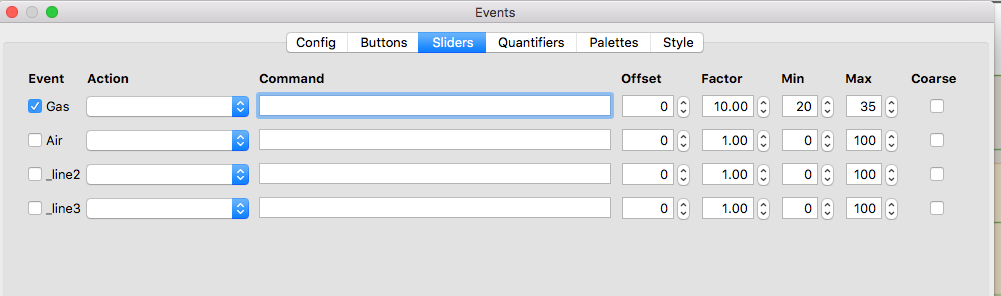 Events
Config Buttons Sliders Quantifiers Palettes Style
Event Action Command Offset Factor Min Max Coarse
Gas 0 10.00 20 35
Air 0 1.00 0 100
_line2 0 1.00 0 100
_line3 0 1.00 0 100